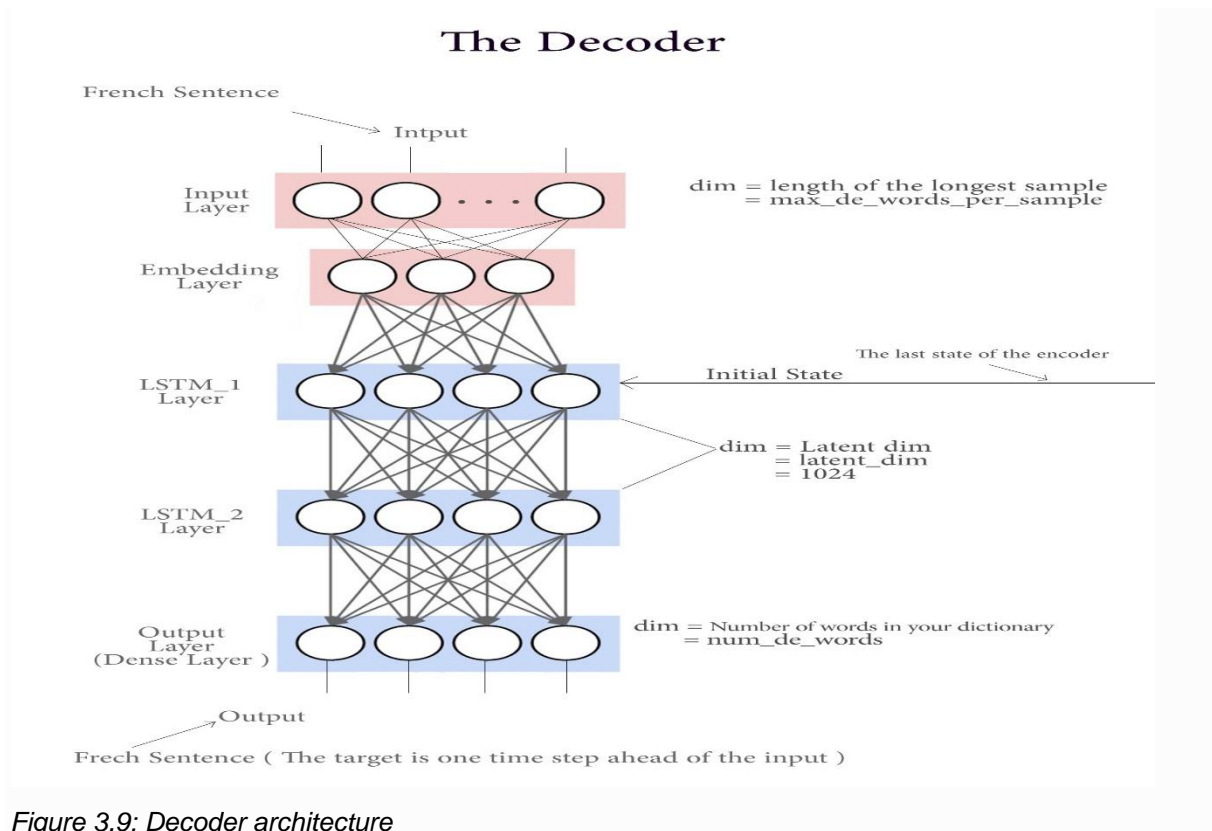 The Decoder
French Sentence
Intput
Input
Layer
dim = length of the longest sample
= max_de_words_per_sample
Embedding
Layer
The last state of the encoder
Initial State
LSTM_1
Layer
dim = Latent dim
= latent_dim
= 1024
LSTM_2
Layer
Output
Layer
(Dense Layer )
dim = Number of words in your dictionary
= num_de_words
Output
Frech Sentence ( The target is one time step ahead of the input )
Figure 3.9: Decoder architecture